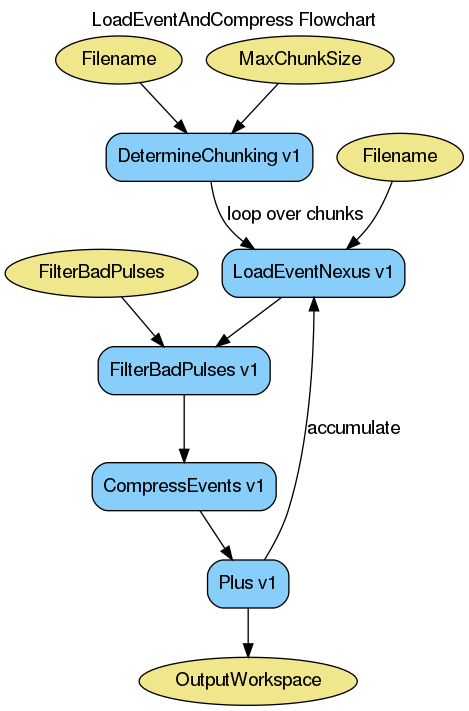 LoadEventAndCompress Flowchart
Filename
MaxChunkSize
DetermineChunking v1
Filename
loop over chunks
FilterBadPulses
LoadEventNexus v1
FilterBadPulses v1
accumulate
CompressEvents v1
Plus v1
OutputWorkspace